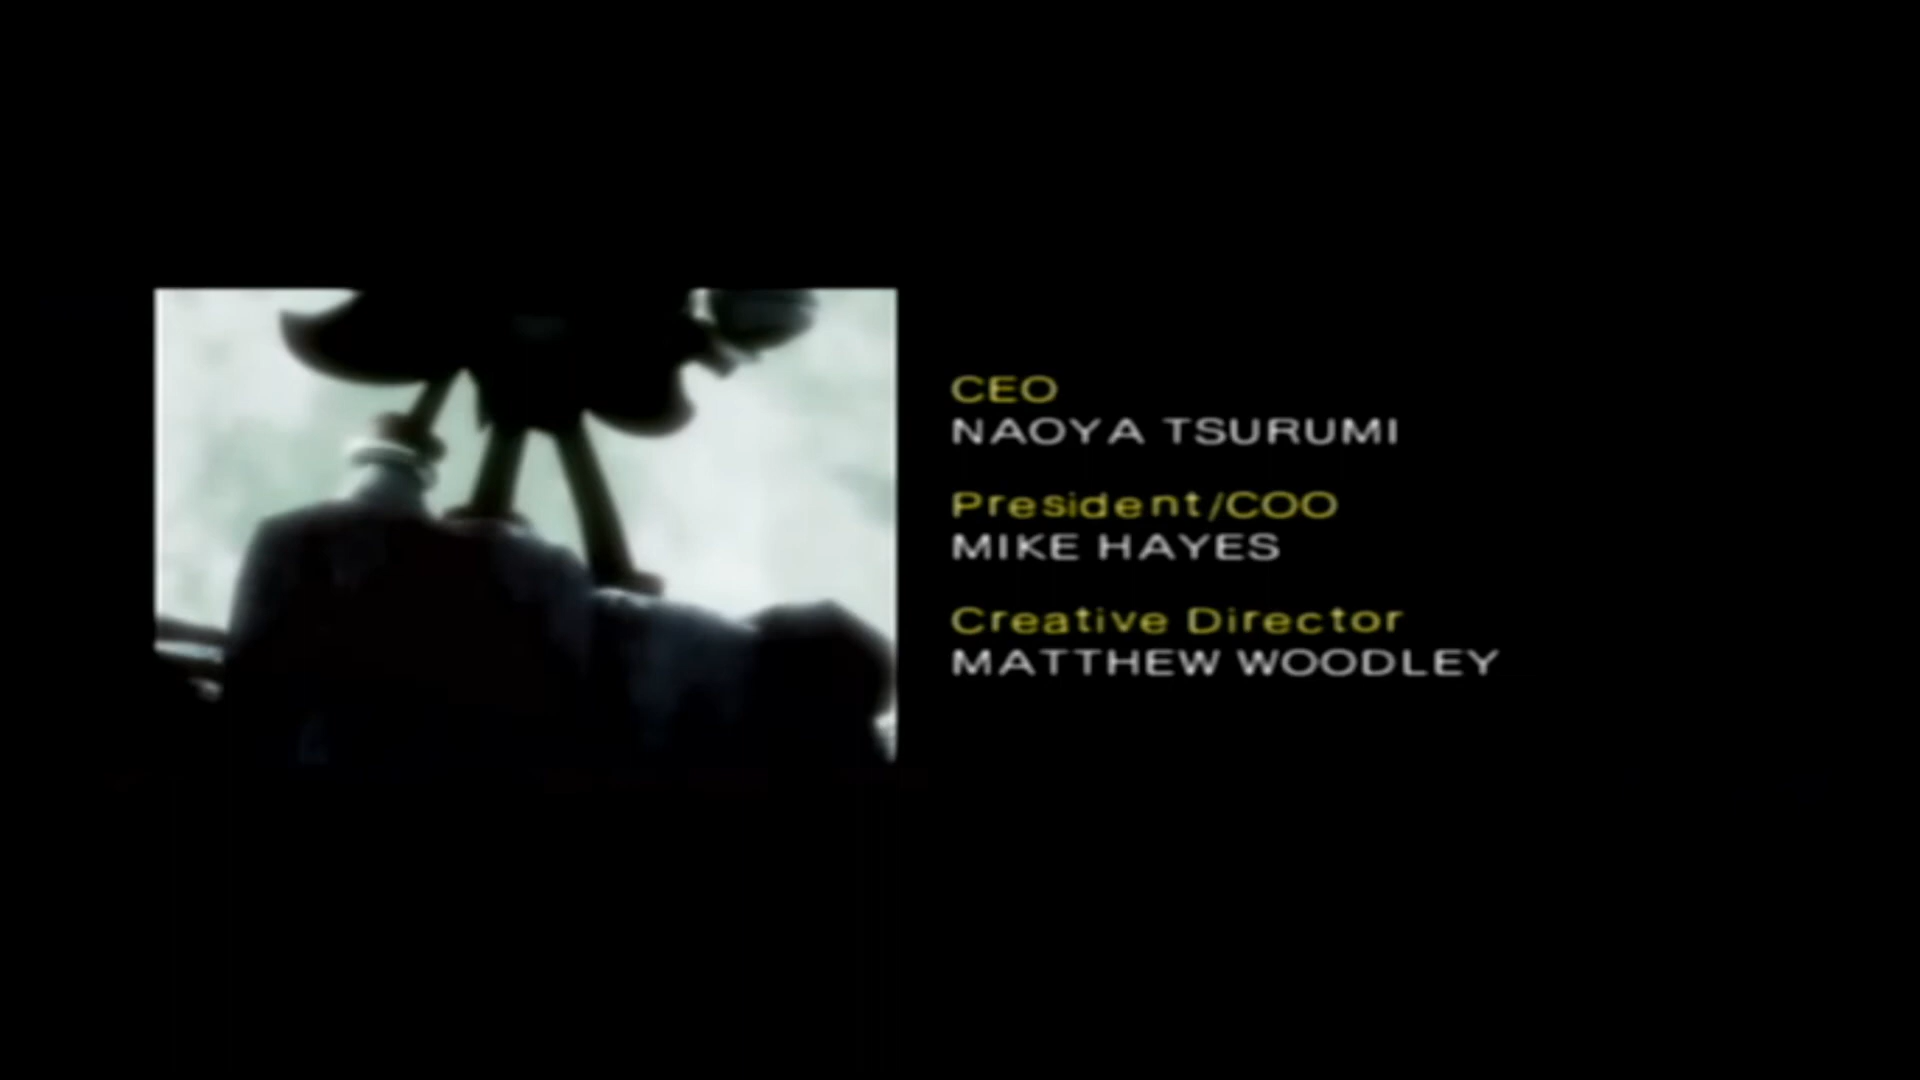 CEO
NAOYA TSURUMI
President/COO
MIKE HAYES
Creative Director
MATTHEW WOODLEY